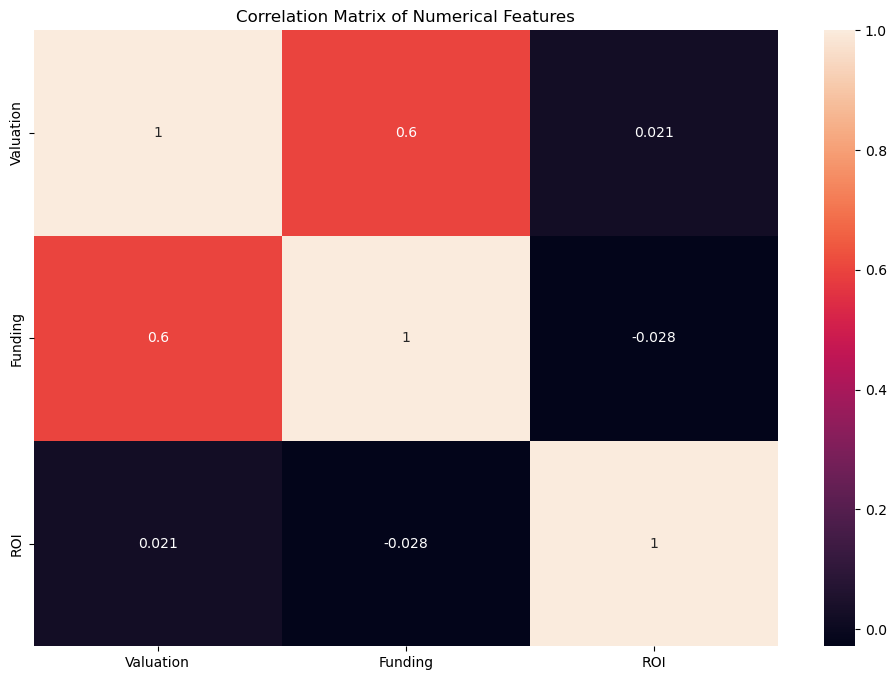 Correlation Matrix of Numerical Features
Valuation
1
0.6
0.021
Funding
0.6
1
-0.028
ROI
0.021
-0.028
1
Valuation
Funding
ROI
1.0
0.8
0.6
0.4
0.2
0.0